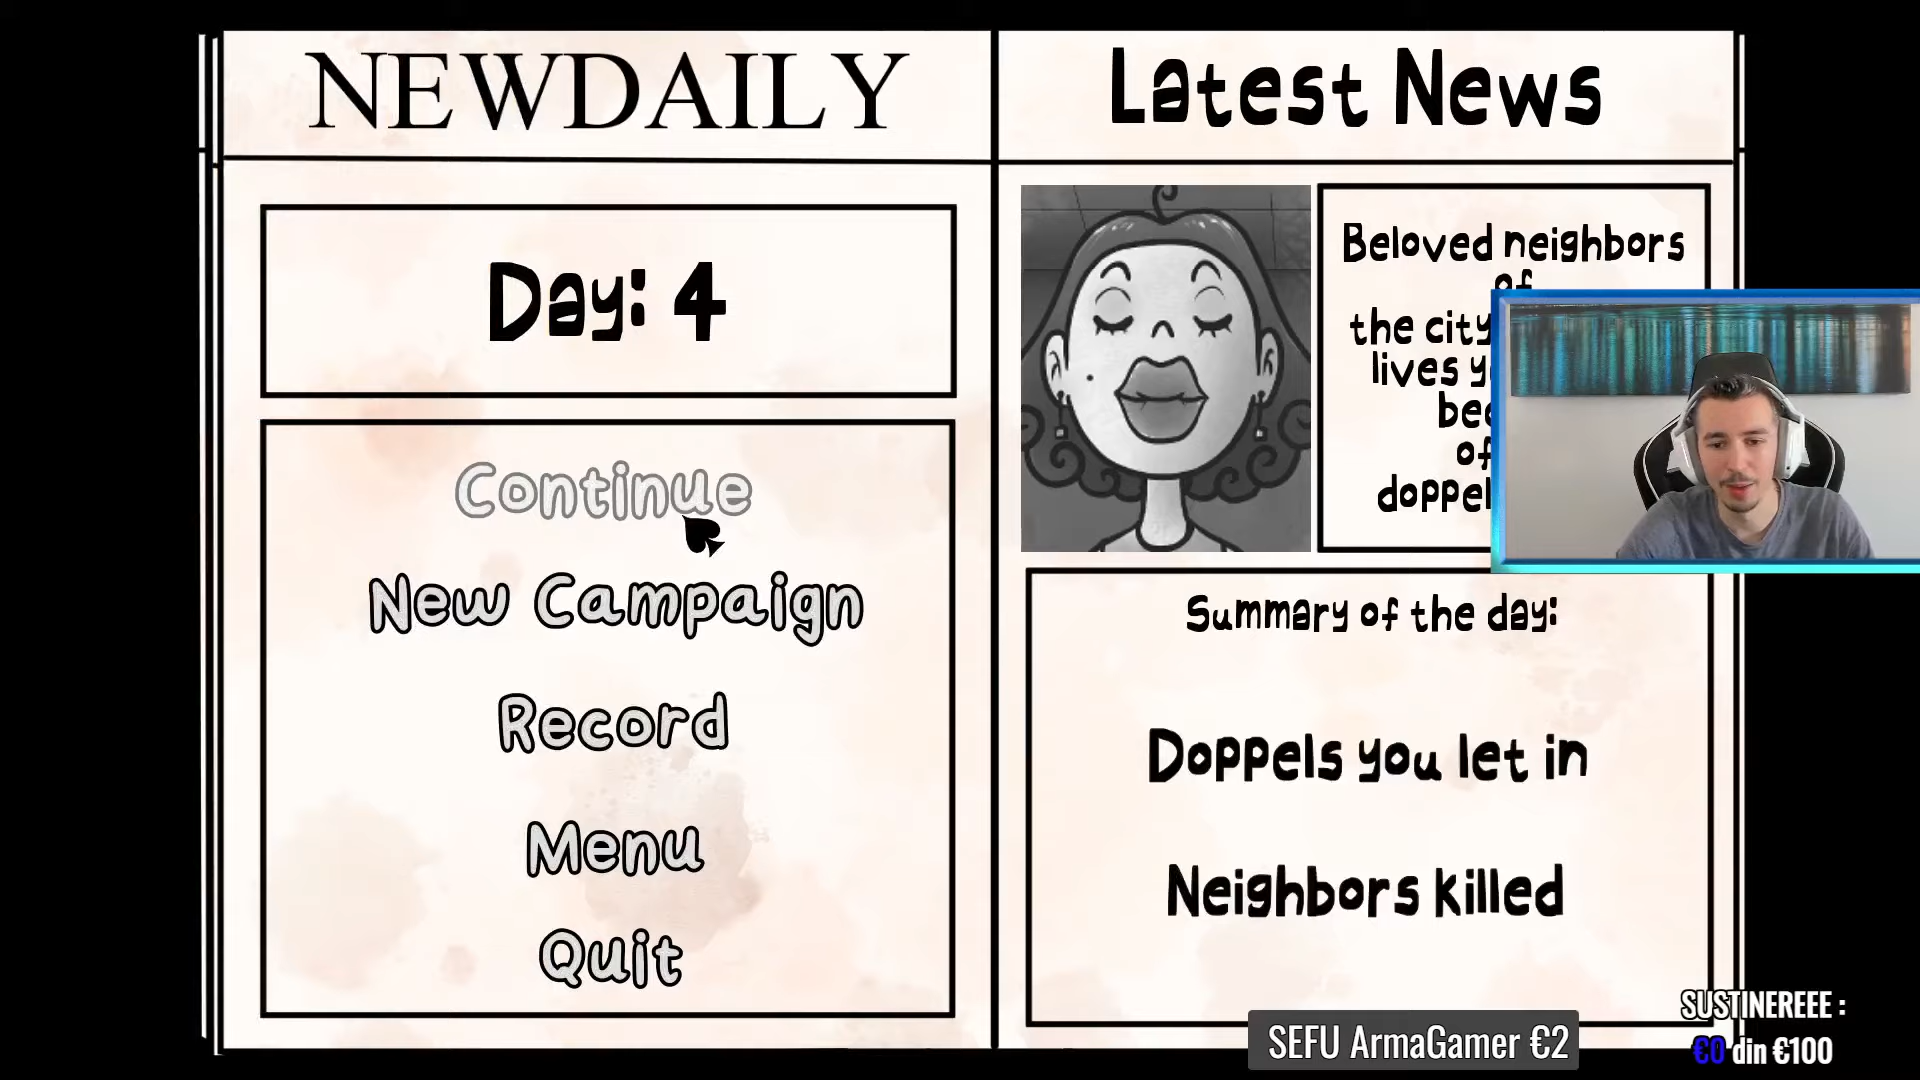 NEWDAILY
Day: 4
Continue
New Campaign
Record
Menu
Quit
Latest News
Beloved neighbors
of
the city
lives
doppel
Summary of the day:
Doppels you let in
Neighbors killed
SEFU ArmaGamer €2
SUSTINEREEE :
€0 din €100